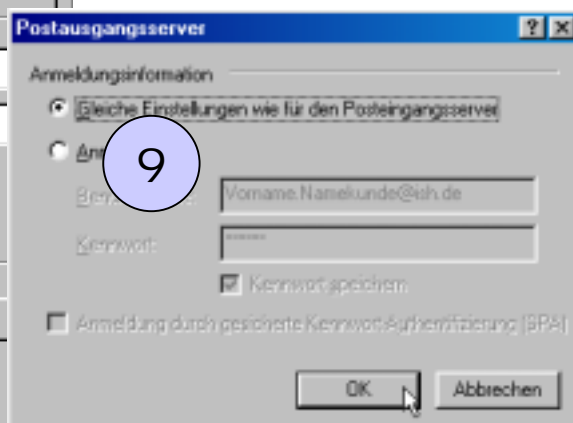 Postausgangsserver
Anmeldungsinformation
Gleiche Einstellungen wie für den Posteingangsserver
9
Vorname.Namekunde@ish.de
Kennwort: ******
Kennwort speichern
Anmeldung durch gesicherte Kennwort-Authentifizierung (SPA)
OK Abbrechen